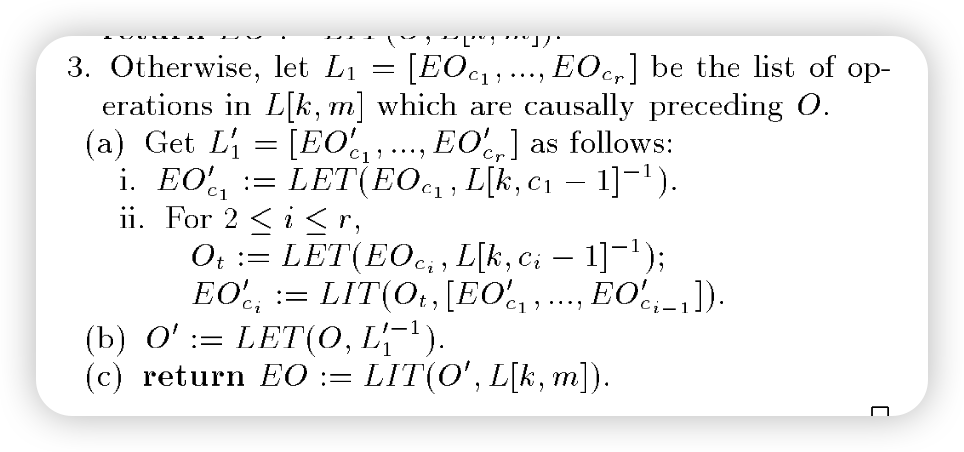 3. Otherwise, let L₁ = [EO_{c₁}, ..., EO_{c_r}] be the list of op-
erations in L[k, m] which are causally preceding O.
(a) Get L′₁ = [EO′_{c₁}, ..., EO′_{c_r}] as follows:
i. EO′_{c₁} := LET(EO_{c₁}, L[k, c₁ − 1]⁻¹).
ii. For 2 ≤ i ≤ r,
O_t := LET(EO_{c_i}, L[k, c_i − 1]⁻¹);
EO′_{c_i} := LIT(O_t, [EO′_{c₁}, ..., EO′_{c_{i−1}}]).
(b) O′ := LET(O, L′₁⁻¹).
(c) return EO := LIT(O′, L[k, m]).